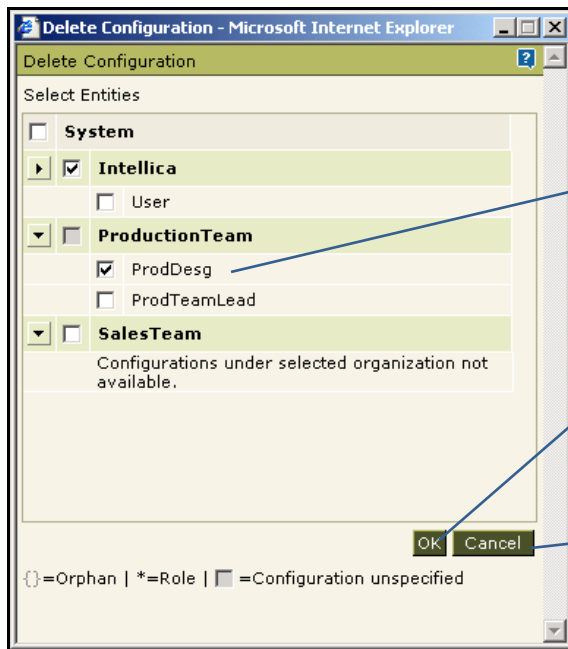 Delete Configuration - Microsoft Internet Explorer
Delete Configuration ?
Select Entities
System
Intellica
User
ProductionTeam
ProdDesg
ProdTeamLead
SalesTeam
Configurations under selected organization not
available.
OK Cancel
{}=Orphan | *=Role | =Configuration unspecified